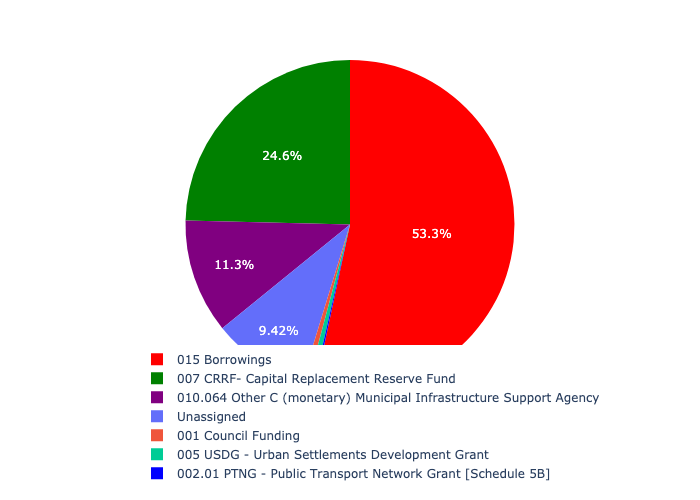 24.6%
53.3%
11.3%
9.42%
015 Borrowings
007 CRRF- Capital Replacement Reserve Fund
010.064 Other C (monetary) Municipal Infrastructure Support Agency
Unassigned
001 Council Funding
005 USDG - Urban Settlements Development Grant
002.01 PTNG - Public Transport Network Grant [Schedule 5B]